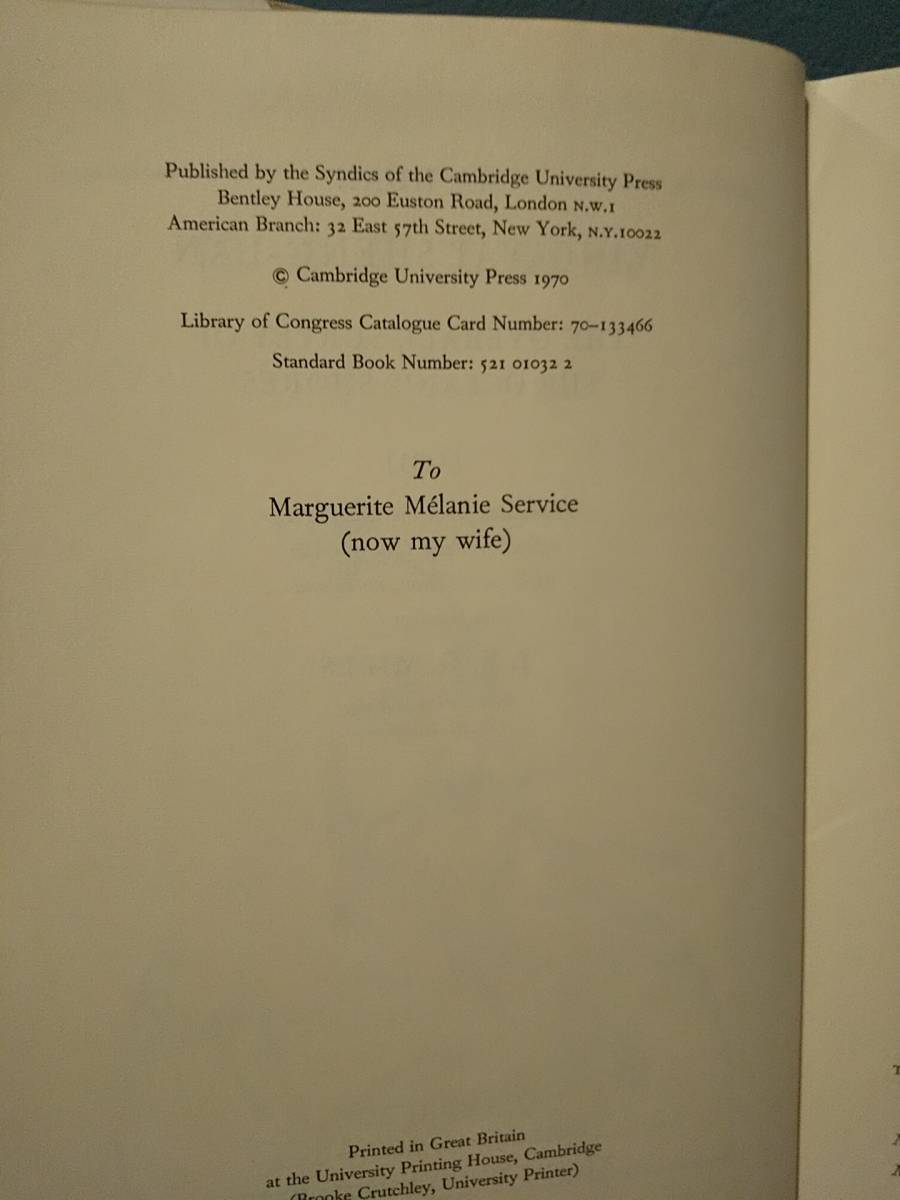 Published by the Syndics of the Cambridge University Press
Bentley House, 200 Euston Road, London N.W.1
American Branch: 32 East 57th Street, New York, N.Y.10022
© Cambridge University Press 1970
Library of Congress Catalogue Card Number: 70–133466
Standard Book Number: 521 01032 2
To
Marguerite Mélanie Service
(now my wife)
Printed in Great Britain
at the University Printing House, Cambridge
(Brooke Crutchley, University Printer)